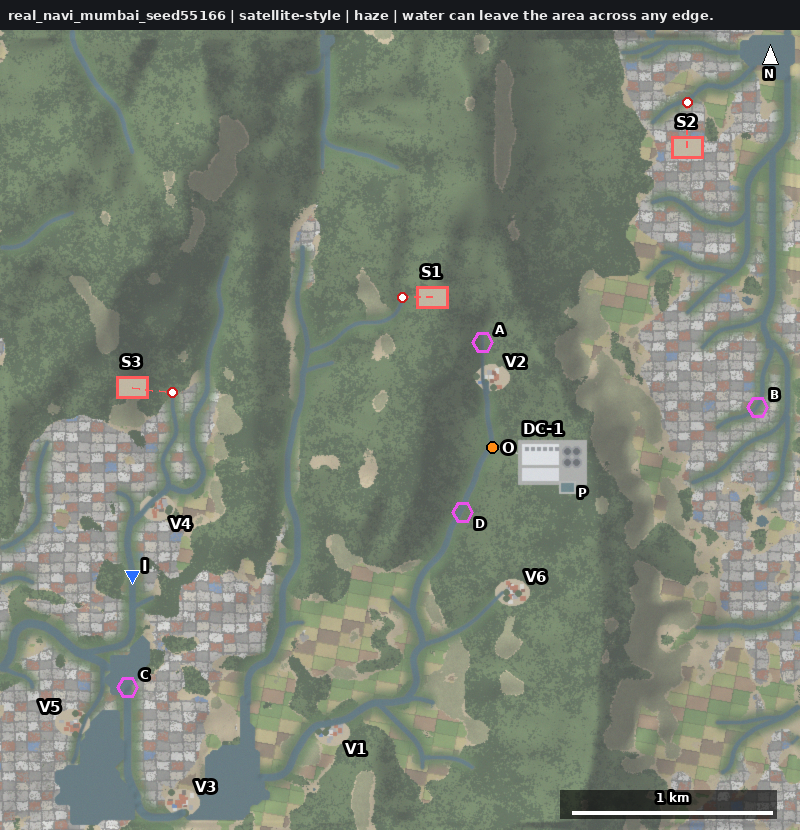 real_navi_mumbai_seed55166 | satellite-style | haze | water can leave the area across any edge.
N
S2
S1
A
S3
V2
B
DC-1
O
P
V4
D
I
V6
C
V5
V1
V3
1 km